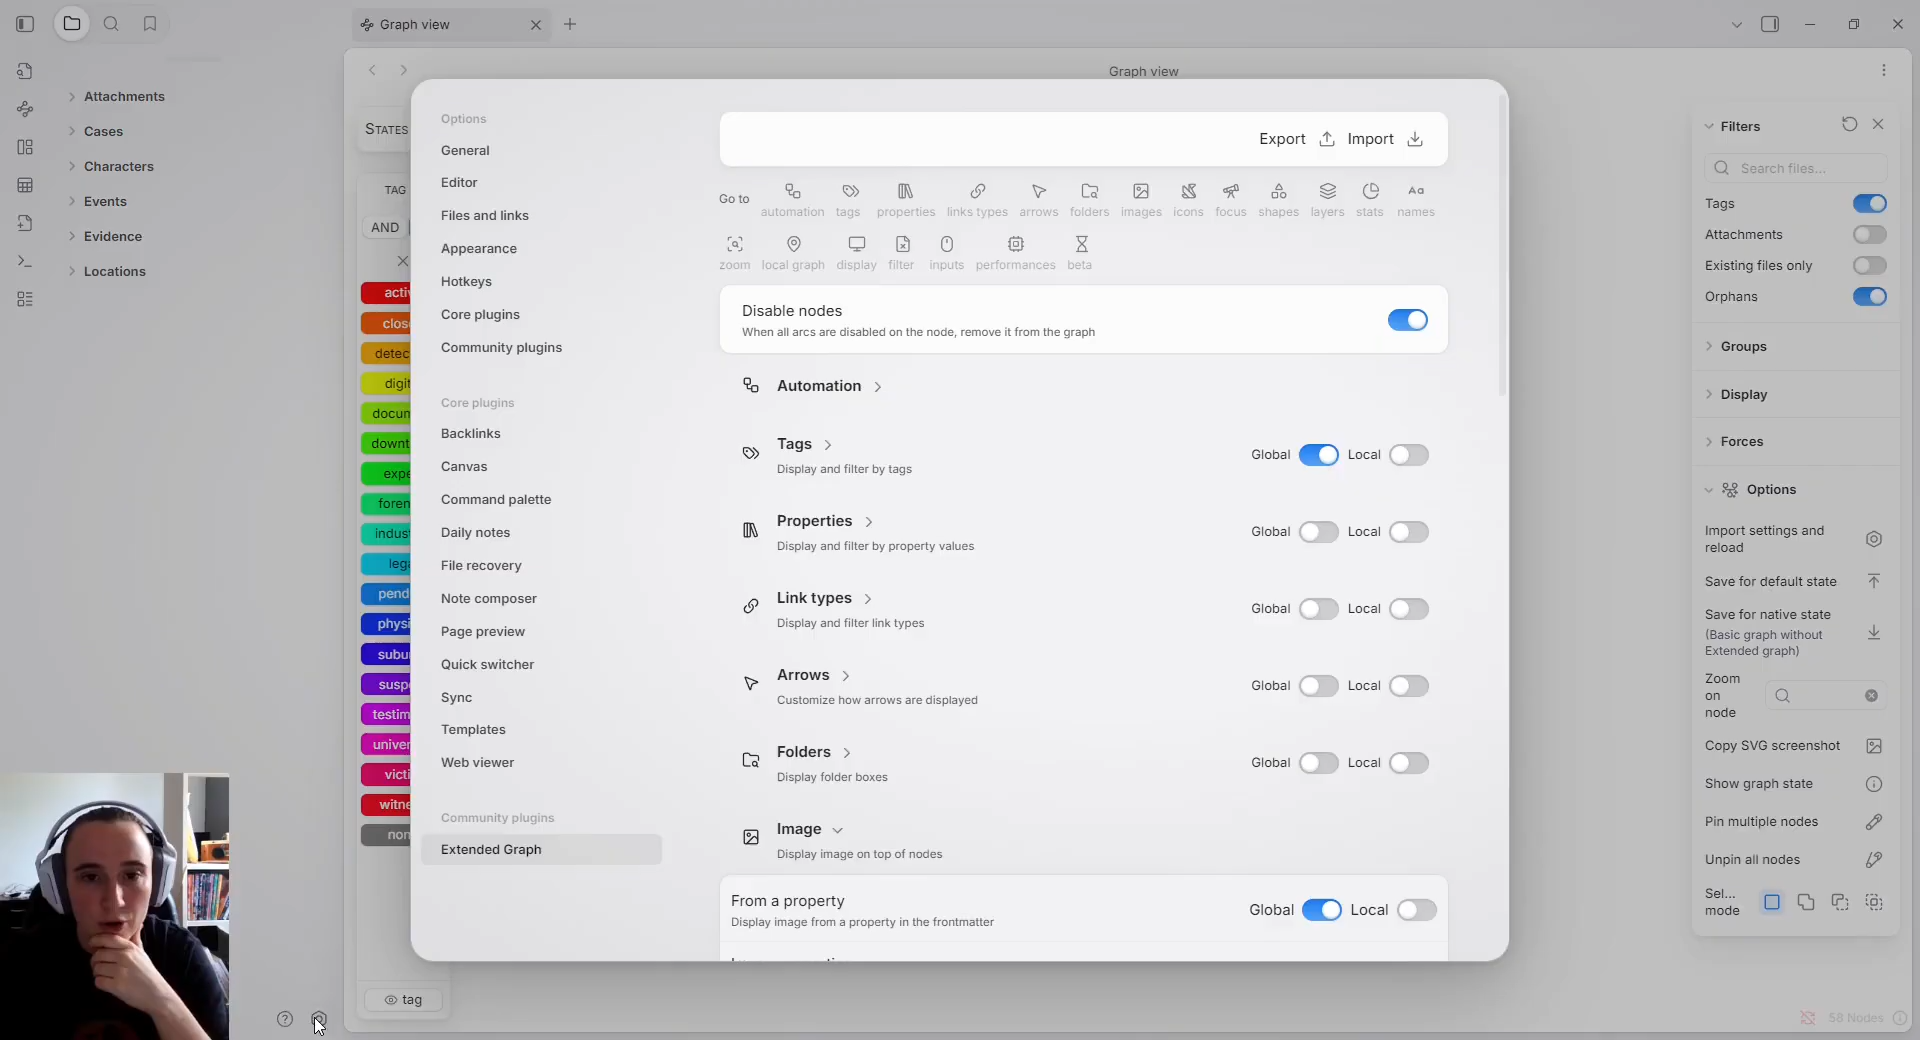 Graph view
Attachments
Cases
Characters
Events
Evidence
Locations
Graph view
STATES
TAG
AND
tag
Options
General
Editor
Files and links
Appearance
Hotkeys
Core plugins
Community plugins
Core plugins
Backlinks
Canvas
Command palette
Daily notes
File recovery
Note composer
Page preview
Quick switcher
Sync
Templates
Web viewer
Community plugins
Extended Graph
Export Import
Go to automation tags properties links types arrows folders images icons focus shapes layers stats names
zoom local graph display filter inputs performances beta
Disable nodes
When all arcs are disabled on the node, remove it from the graph
Automation
Tags
Display and filter by tags
Global Local
Properties
Display and filter by property values
Global Local
Link types
Display and filter link types
Global Local
Arrows
Customize how arrows are displayed
Global Local
Folders
Display folder boxes
Global Local
Image
Display image on top of nodes
From a property
Display image from a property in the frontmatter
Global Local
Filters
Search files...
Tags
Attachments
Existing files only
Orphans
Groups
Display
Forces
Options
Import settings and
reload
Save for default state
Save for native state
(Basic graph without
Extended graph)
Zoom
on
node
Copy SVG screenshot
Show graph state
Pin multiple nodes
Unpin all nodes
Sel...
mode
58 Nodes